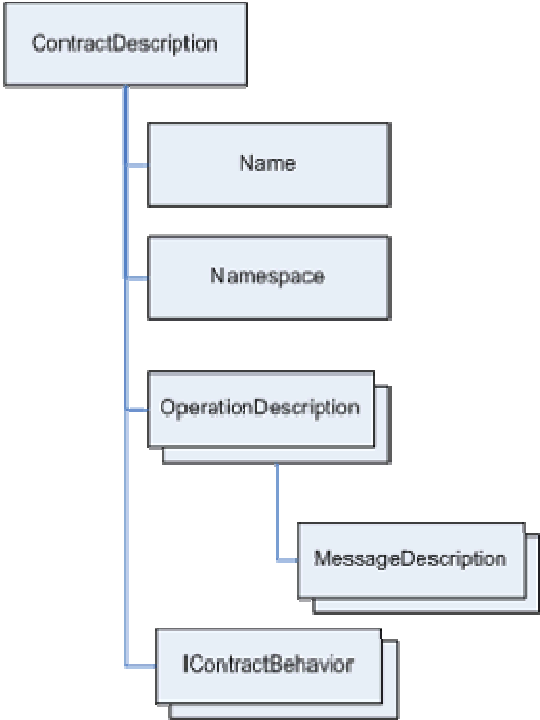 ContractDescription
Name
Namespace
OperationDescription
MessageDescription
IContractBehavior